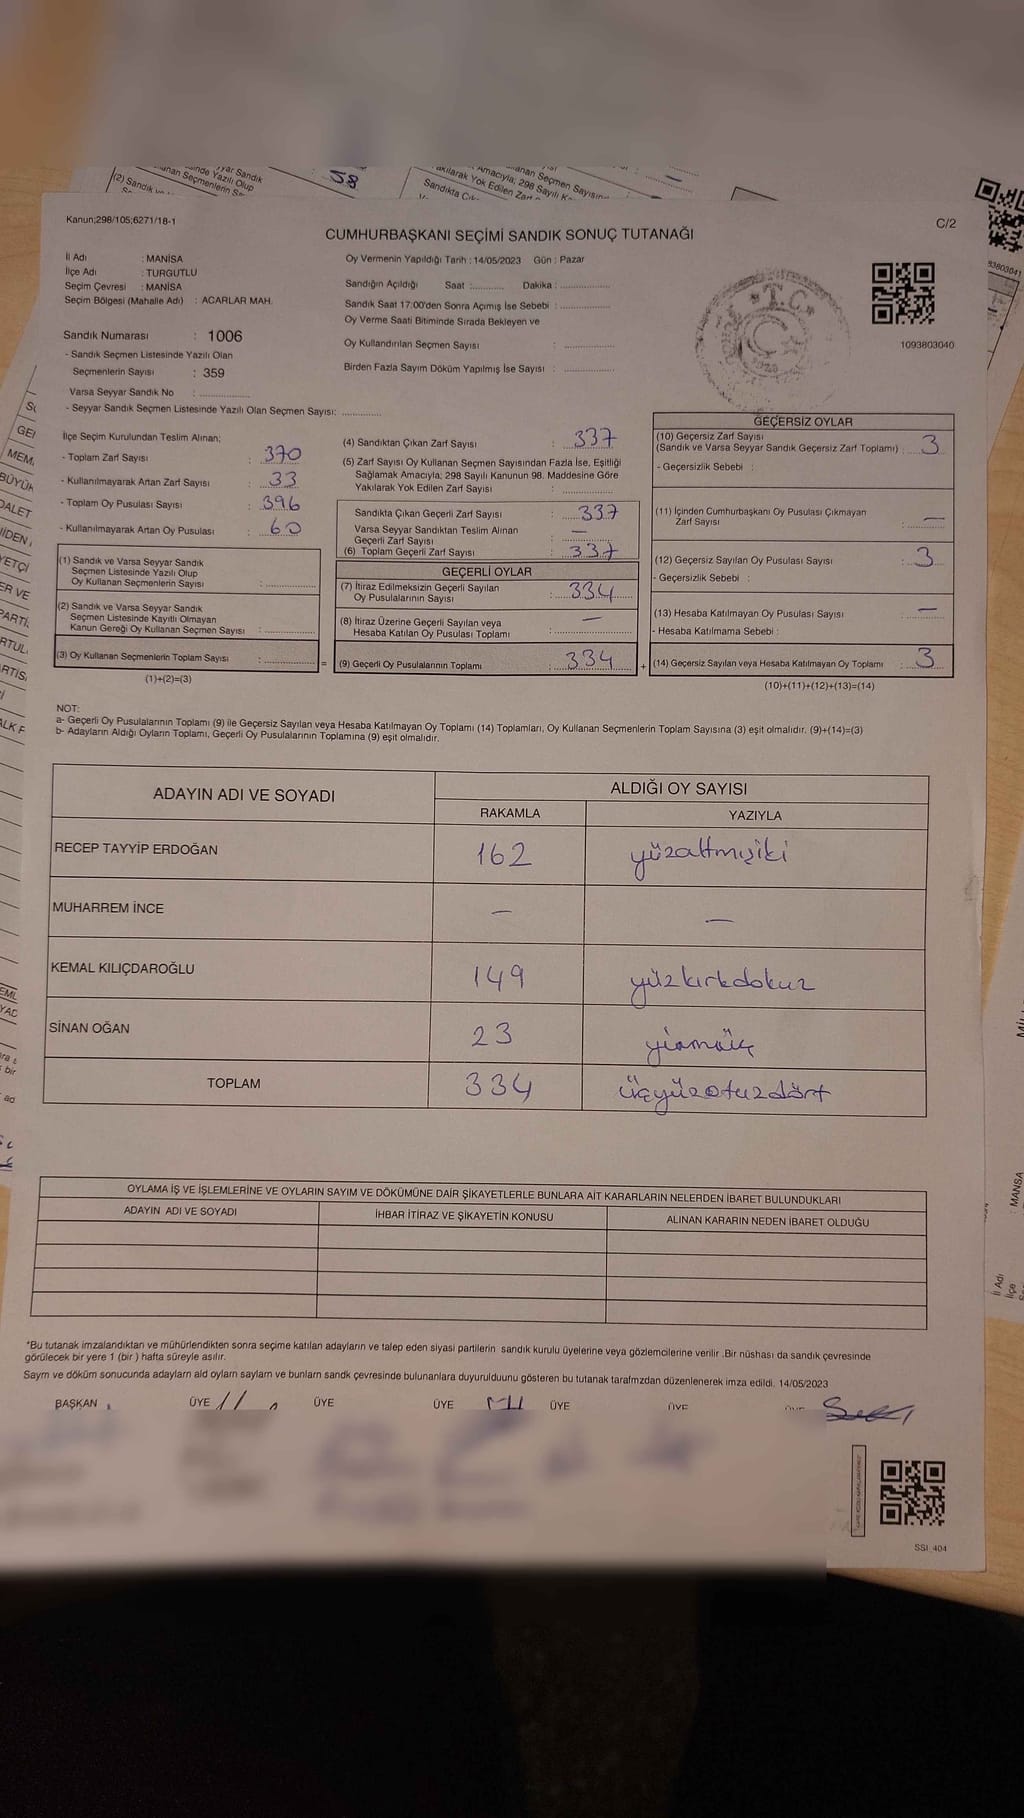 (2) Sandık
58
Kanun;298/105;6271/18-1
C/2
CUMHURBAŞKANI SEÇİMİ SANDIK SONUÇ TUTANAĞI
İl Adı : MANİSA
İlçe Adı : TURGUTLU
Seçim Çevresi : MANİSA
Seçim Bölgesi (Mahalle Adı) : ACARLAR MAH.
Oy Vermenin Yapıldığı Tarih : 14/05/2023 Gün : Pazar
Sandığın Açıldığı Saat :.......... Dakika :..............
Sandık Saat 17:00'den Sonra Açımış İse Sebebi :..............
Oy Verme Saati Bitiminde Sırada Bekleyen ve
Oy Kullandırılan Seçmen Sayısı : ..............
Birden Fazla Sayım Döküm Yapılmış İse Sayısı : ..............
T.C.
1093803040
Sandık Numarası : 1006
- Sandık Seçmen Listesinde Yazılı Olan
Seçmenlerin Sayısı : 359
Varsa Seyyar Sandık No : ..............
- Seyyar Sandık Seçmen Listesinde Yazılı Olan Seçmen Sayısı: ............
İlçe Seçim Kurulundan Teslim Alınan;
- Toplam Zarf Sayısı : 370
- Kullanılmayarak Artan Zarf Sayısı : 33
- Toplam Oy Pusulası Sayısı : 396
- Kullanılmayarak Artan Oy Pusulası : 60
(1) Sandık ve Varsa Seyyar Sandık
Seçmen Listesinde Yazılı Olup
Oy Kullanan Seçmenlerin Sayısı : ..............
(2) Sandık ve Varsa Seyyar Sandık
Seçmen Listesinde Kayıtlı Olmayan
Kanun Gereği Oy Kullanan Seçmen Sayısı : ..............
(3) Oy Kullanan Seçmenlerin Toplam Sayısı : .............. =
(1)+(2)=(3)
(4) Sandıktan Çıkan Zarf Sayısı : 337
(5) Zarf Sayısı Oy Kullanan Seçmen Sayısından Fazla İse, Eşitliği
Sağlamak Amacıyla; 298 Sayılı Kanunun 98. Maddesine Göre
Yakılarak Yok Edilen Zarf Sayısı : ..............
Sandıkta Çıkan Geçerli Zarf Sayısı : 337
Varsa Seyyar Sandıktan Teslim Alınan
Geçerli Zarf Sayısı : —
(6) Toplam Geçerli Zarf Sayısı : 337
GEÇERLİ OYLAR
(7) İtiraz Edilmeksizin Geçerli Sayılan
Oy Pusulalarının Sayısı : 334
(8) İtiraz Üzerine Geçerli Sayılan veya
Hesaba Katılan Oy Pusulası Toplamı : —
(9) Geçerli Oy Pusulalarının Toplamı : 334 +
GEÇERSİZ OYLAR
(10) Geçersiz Zarf Sayısı
(Sandık ve Varsa Seyyar Sandık Geçersiz Zarf Toplamı) : 3
- Geçersizlik Sebebi :
(11) İçinden Cumhurbaşkanı Oy Pusulası Çıkmayan
Zarf Sayısı : —
(12) Geçersiz Sayılan Oy Pusulası Sayısı : 3
- Geçersizlik Sebebi :
(13) Hesaba Katılmayan Oy Pusulası Sayısı : —
- Hesaba Katılmama Sebebi :
(14) Geçersiz Sayılan veya Hesaba Katılmayan Oy Toplamı : 3
(10)+(11)+(12)+(13)=(14)
NOT:
a- Geçerli Oy Pusulalarının Toplamı (9) ile Geçersiz Sayılan veya Hesaba Katılmayan Oy Toplamı (14) Toplamları, Oy Kullanan Seçmenlerin Toplam Sayısına (3) eşit olmalıdır. (9)+(14)=(3)
b- Adayların Aldığı Oyların Toplamı, Geçerli Oy Pusulalarının Toplamına (9) eşit olmalıdır.
ADAYIN ADI VE SOYADI ALDIĞI OY SAYISI
RAKAMLA YAZIYLA
RECEP TAYYİP ERDOĞAN 162 yüzaltmışiki
MUHARREM İNCE — —
KEMAL KILIÇDAROĞLU 149 yüzkırkdokuz
SİNAN OĞAN 23 yirmiüç
TOPLAM 334 üçyüzotuzdört
OYLAMA İŞ VE İŞLEMLERİNE VE OYLARIN SAYIM VE DÖKÜMÜNE DAİR ŞİKAYETLERLE BUNLARA AİT KARARLARIN NELERDEN İBARET BULUNDUKLARI
ADAYIN ADI VE SOYADI İHBAR İTİRAZ VE ŞİKAYETİN KONUSU ALINAN KARARIN NEDEN İBARET OLDUĞU
*Bu tutanak imzalandıktan ve mühürlendikten sonra seçime katılan adayların ve talep eden siyasi partilerin sandık kurulu üyelerine veya gözlemcilerine verilir .Bir nüshası da sandık çevresinde
görülecek bir yere 1 (bir ) hafta süreyle asılır.
Saym ve döküm sonucunda adaylarn ald oylarn saylarn ve bunlarn sandk çevresinde bulunanlara duyurulduunu gösteren bu tutanak tarafmzdan düzenlenerek imza edildi. 14/05/2023
BAŞKAN ÜYE ÜYE ÜYE ÜYE ÜYE
SSI 404
: MANİSA
İl Adı
İlçe